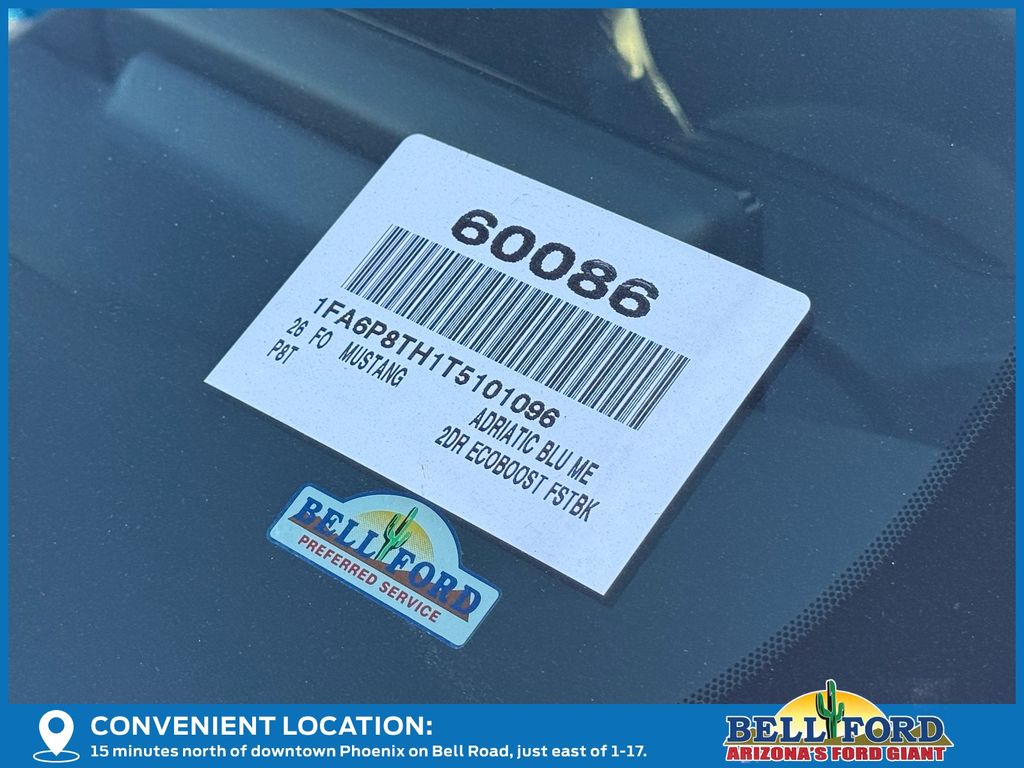 60086
1FA6P8TH1T5101096
26 FO MUSTANG
ADRIATIC BLU ME
P8T
2DR ECOBOOST FSTBK
BELL FORD
PREFERRED SERVICE
CONVENIENT LOCATION:
15 minutes north of downtown Phoenix on Bell Road, just east of 1-17.
BELL FORD
ARIZONA'S FORD GIANT